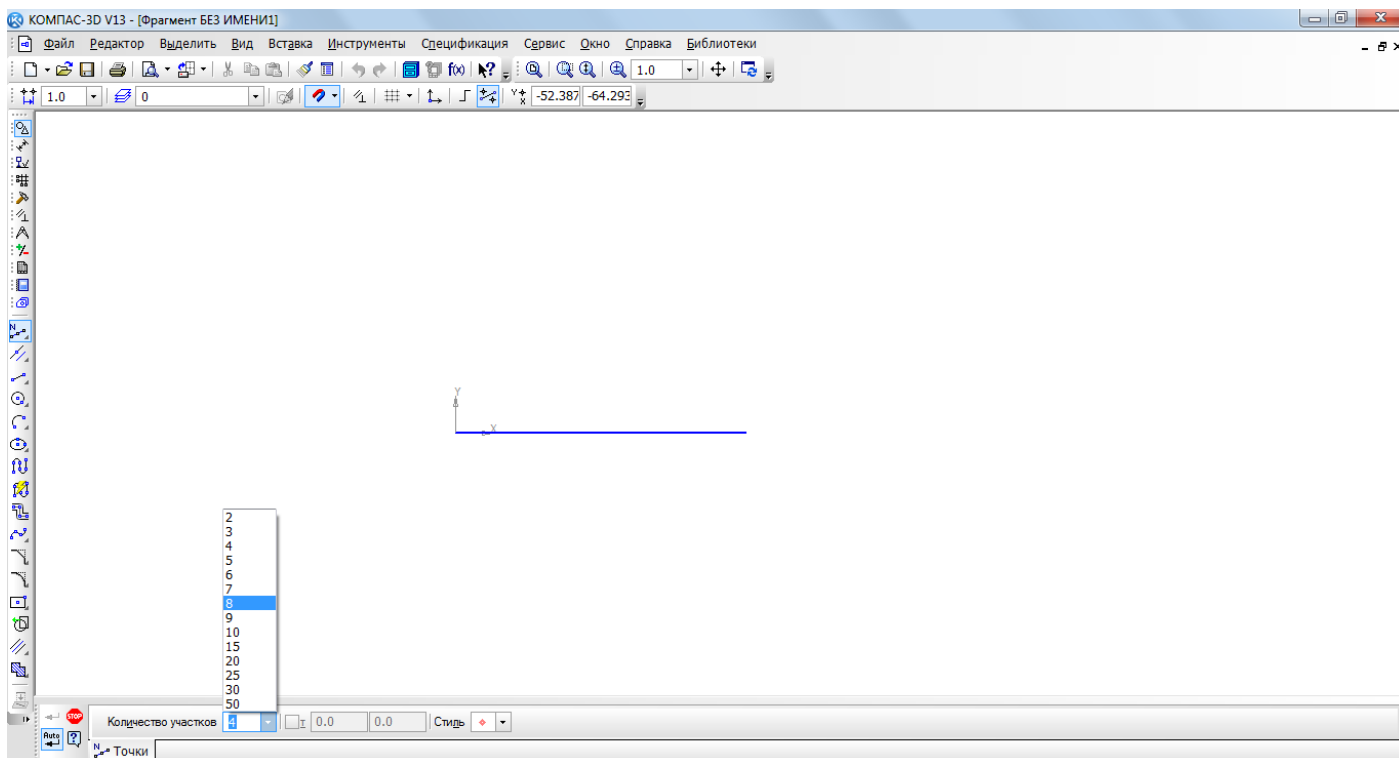 КОМПАС-3D V13 - [Фрагмент БЕЗ ИМЕНИ1]
Файл Редактор Выделить Вид Вставка Инструменты Спецификация Сервис Окно Справка Библиотеки
f(x) 1.0
1.0 0 Y X -52.387 -64.293
Y
X
2
3
4
5
6
7
8
9
10
15
20
25
30
50
STOP Количество участков 4 т 0.0 0.0 Стиль
Auto ?
N Точки